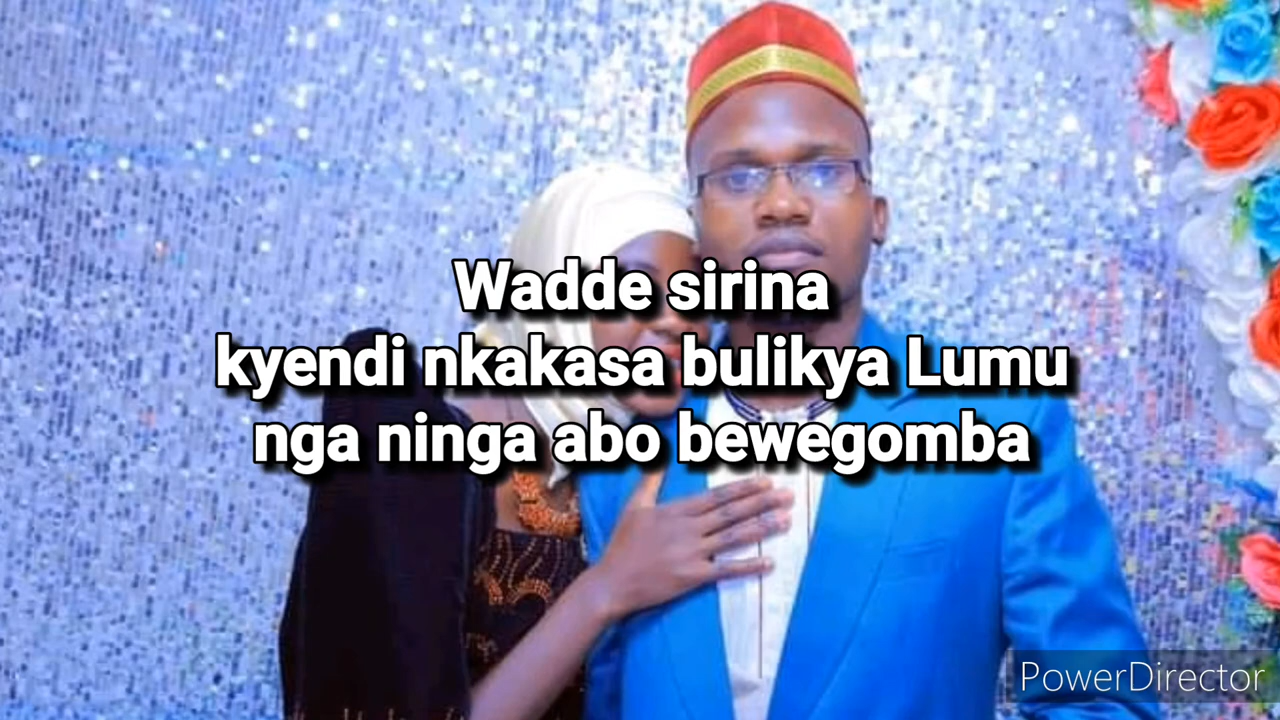 Wadde sirina
kyendi nkakasa bulikya Lumu
nga ninga abo bewegomba
PowerDirector